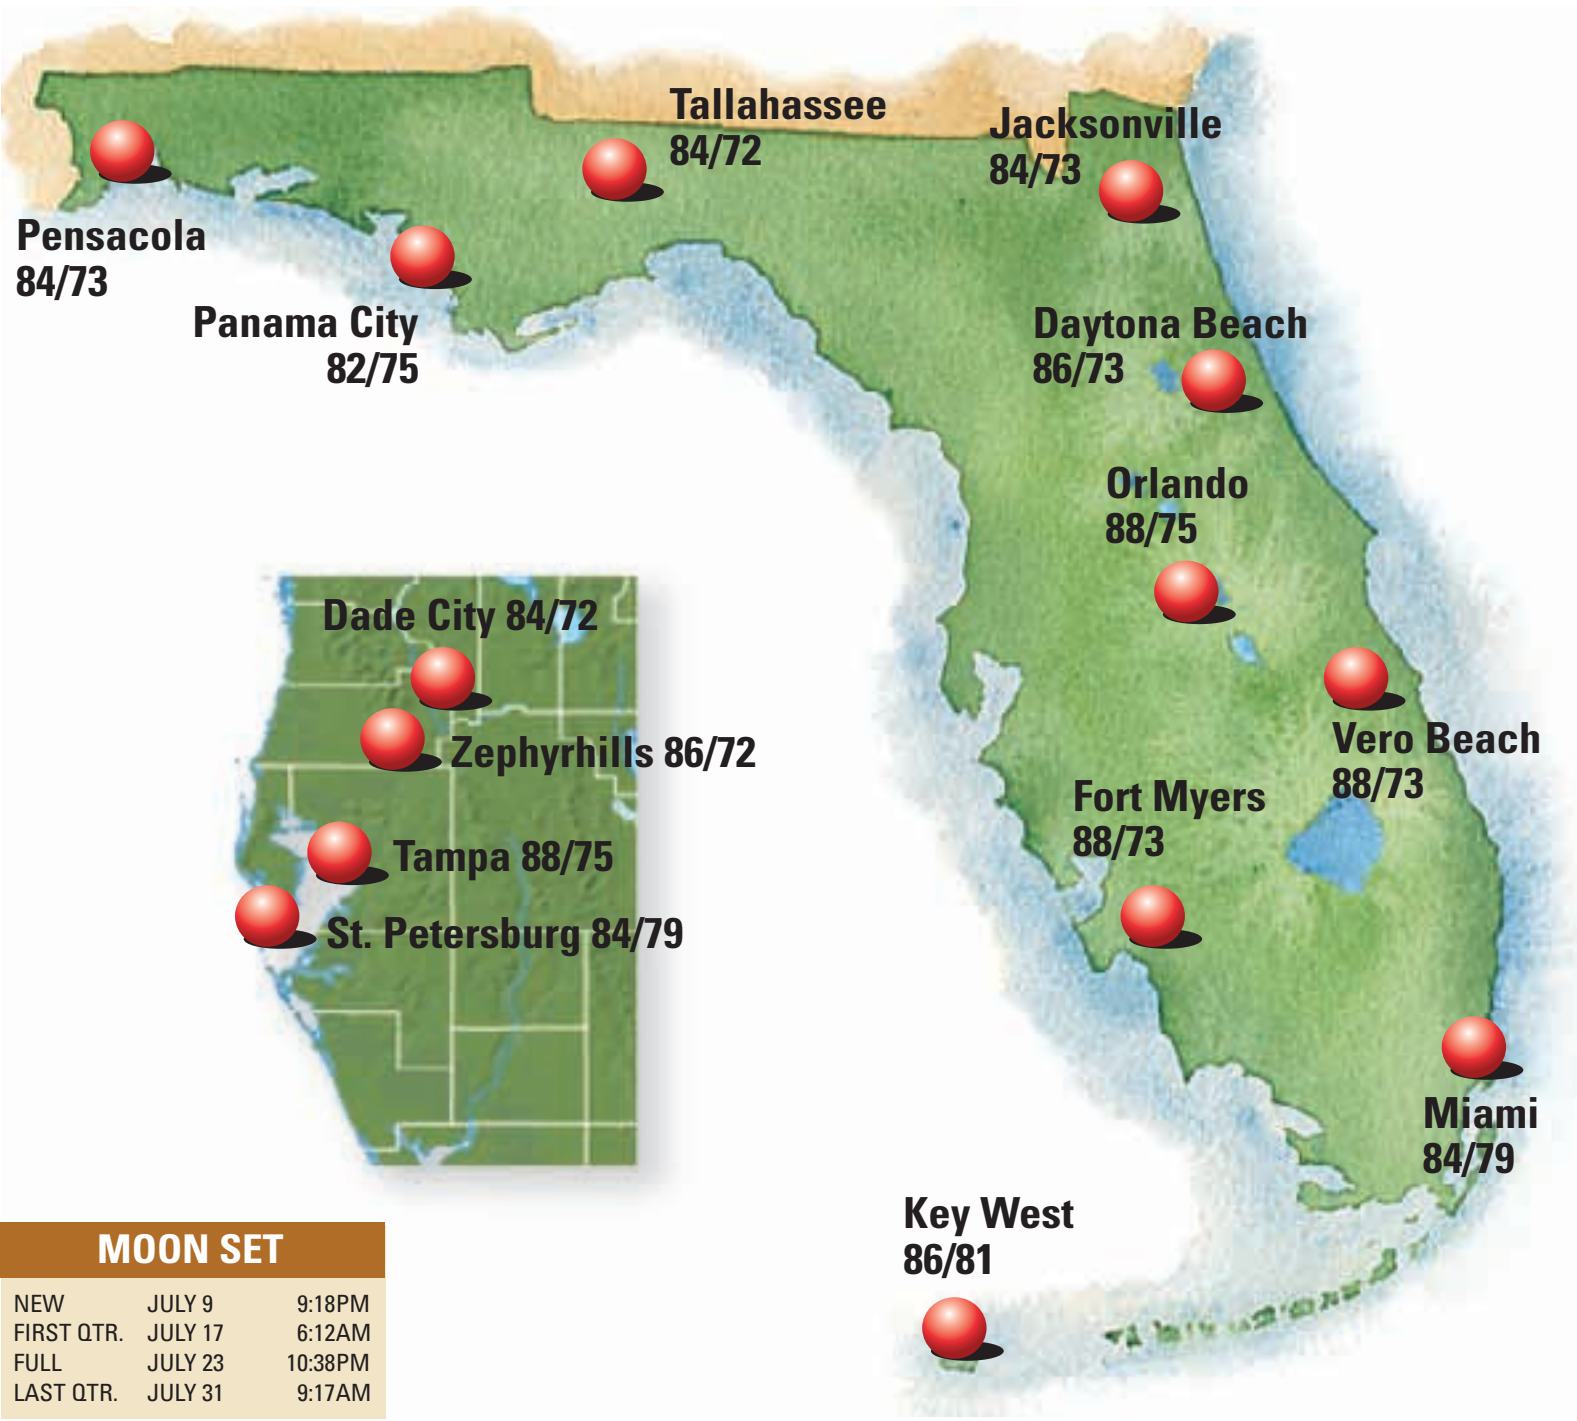 Tallahassee
84/72
Jacksonville
84/73
Pensacola
84/73
Panama City
82/75
Daytona Beach
86/73
Orlando
88/75
Dade City 84/72
Zephyrhills 86/72
Tampa 88/75
St. Petersburg 84/79
Vero Beach
88/73
Fort Myers
88/73
Miami
84/79
Key West
86/81
MOON SET
NEW JULY 9 9:18PM
FIRST QTR. JULY 17 6:12AM
FULL JULY 23 10:38PM
LAST QTR. JULY 31 9:17AM